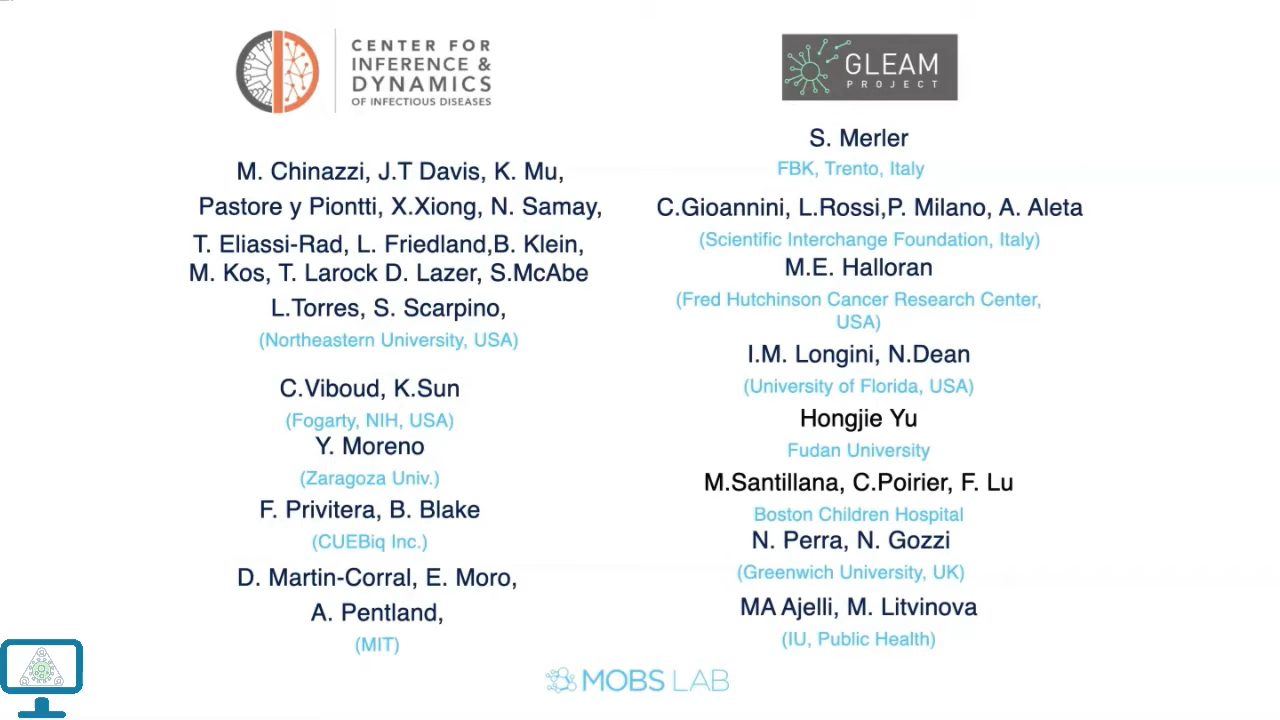 CENTER FOR
INFERENCE &
DYNAMICS
OF INFECTIOUS DISEASES
M. Chinazzi, J.T Davis, K. Mu,
Pastore y Piontti, X.Xiong, N. Samay,
T. Eliassi-Rad, L. Friedland,B. Klein,
M. Kos, T. Larock D. Lazer, S.McAbe
L.Torres, S. Scarpino,
(Northeastern University, USA)
C.Viboud, K.Sun
(Fogarty, NIH, USA)
Y. Moreno
(Zaragoza Univ.)
F. Privitera, B. Blake
(CUEBiq Inc.)
D. Martin-Corral, E. Moro,
A. Pentland,
(MIT)
GLEAM
PROJECT
S. Merler
FBK, Trento, Italy
C.Gioannini, L.Rossi,P. Milano, A. Aleta
(Scientific Interchange Foundation, Italy)
M.E. Halloran
(Fred Hutchinson Cancer Research Center,
USA)
I.M. Longini, N.Dean
(University of Florida, USA)
Hongjie Yu
Fudan University
M.Santillana, C.Poirier, F. Lu
Boston Children Hospital
N. Perra, N. Gozzi
(Greenwich University, UK)
MA Ajelli, M. Litvinova
(IU, Public Health)
MOBS LAB